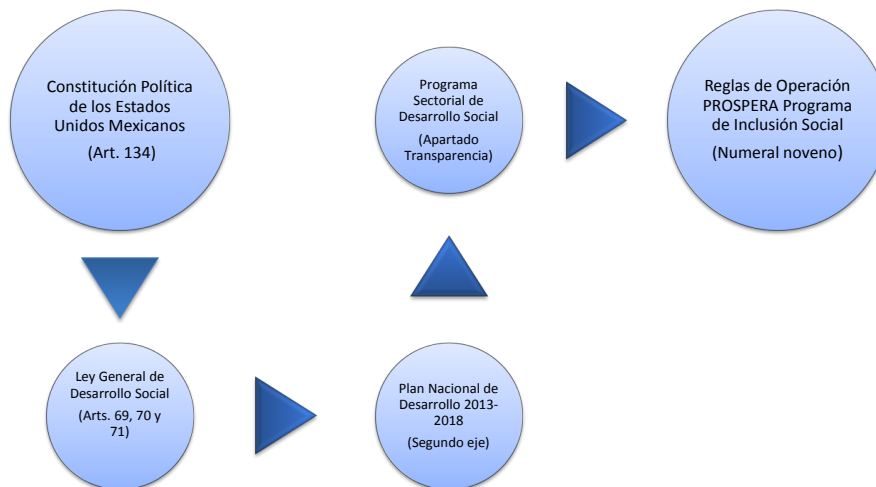 Constitución Política
de los Estados
Unidos Mexicanos
(Art. 134)
Ley General de
Desarrollo Social
(Arts. 69, 70 y
71)
Plan Nacional de
Desarrollo 2013-
2018
(Segundo eje)
Programa
Sectorial de
Desarrollo Social
(Apartado
Transparencia)
Reglas de Operación
PROSPERA Programa
de Inclusión Social
(Numeral noveno)